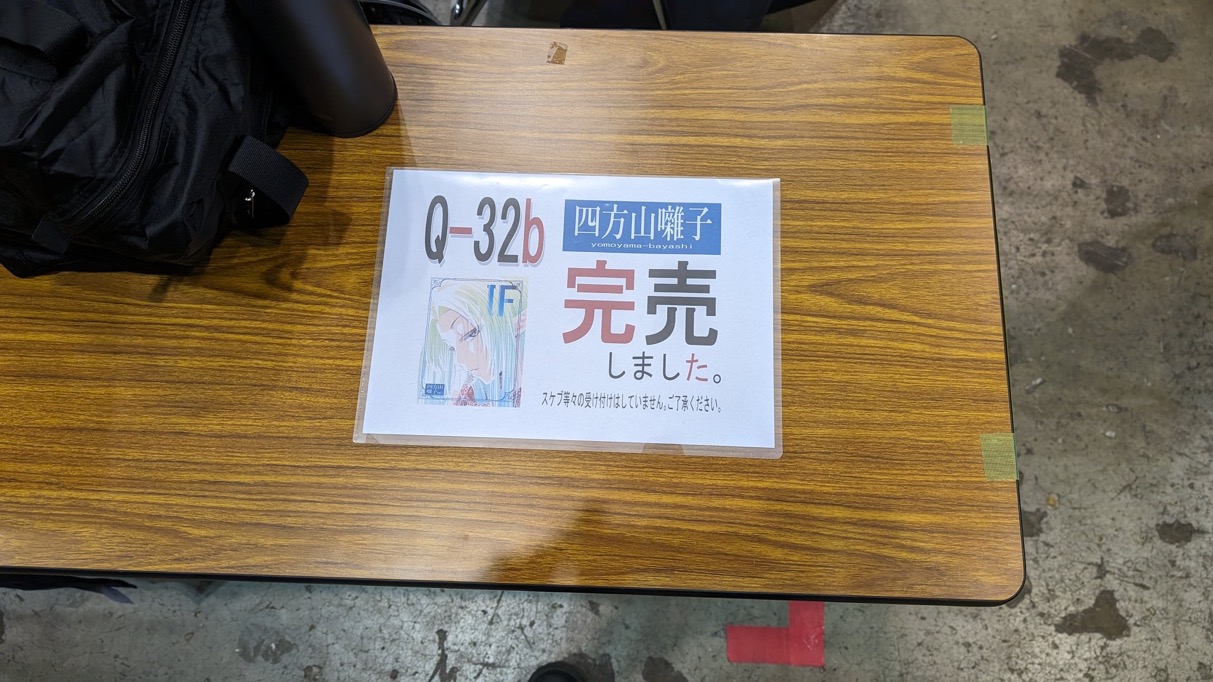 Q-32b
四方山囃子
yomoyama-bayashi
IF
完売
しました。
スケブ等々の受け付けはしていません。ご了承ください。